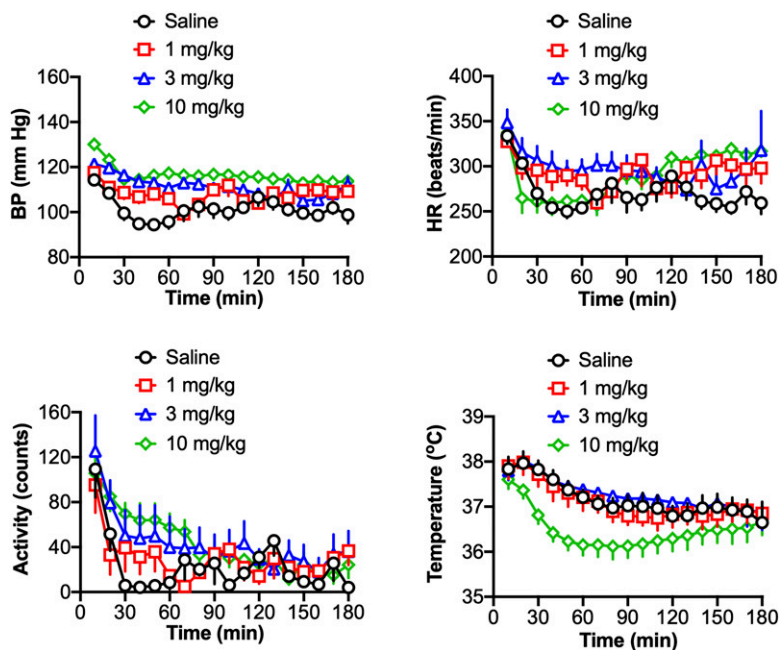 Saline
1 mg/kg
3 mg/kg
10 mg/kg
BP (mm Hg)
160
140
120
100
80
0 30 60 90 120 150 180
Time (min)
Saline
1 mg/kg
3 mg/kg
10 mg/kg
HR (beats/min)
400
350
300
250
200
0 30 60 90 120 150 180
Time (min)
Saline
1 mg/kg
3 mg/kg
10 mg/kg
Activity (counts)
160
120
80
40
0
0 30 60 90 120 150 180
Time (min)
Saline
1 mg/kg
3 mg/kg
10 mg/kg
Temperature (ºC)
39
38
37
36
35
0 30 60 90 120 150 180
Time (min)